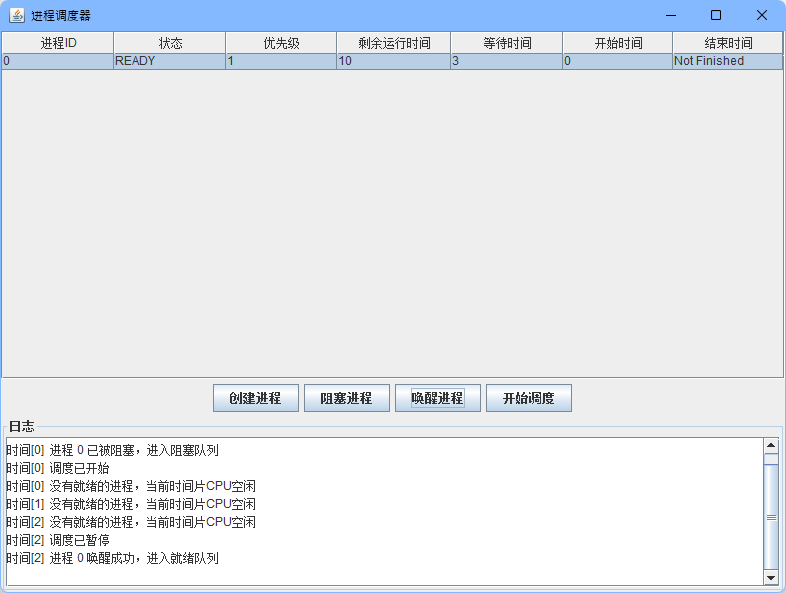 进程调度器
进程ID 状态 优先级 剩余运行时间 等待时间 开始时间 结束时间
0 READY 1 10 3 0 Not Finished
创建进程 阻塞进程 唤醒进程 开始调度
日志
时间[0] 进程 0 已被阻塞，进入阻塞队列
时间[0] 调度已开始
时间[0] 没有就绪的进程，当前时间片CPU空闲
时间[1] 没有就绪的进程，当前时间片CPU空闲
时间[2] 没有就绪的进程，当前时间片CPU空闲
时间[2] 调度已暂停
时间[2] 进程 0 唤醒成功，进入就绪队列